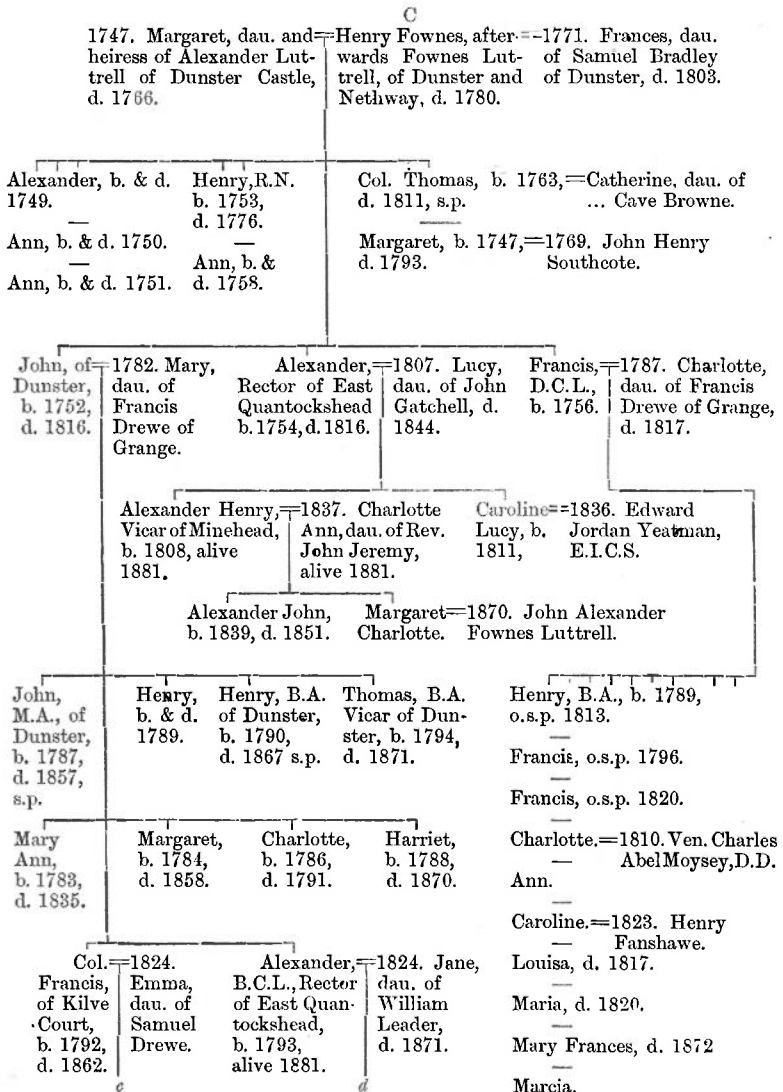 C
1747. Margaret, dau. and=Henry Fownes, after-=1771. Frances, dau.
heiress of Alexander Lut- wards Fownes Lut- of Samuel Bradley
trell of Dunster Castle, trell, of Dunster and of Dunster, d. 1803.
d. 1766. Nethway, d. 1780.
Alexander, b. & d. Henry, R.N. Col. Thomas, b. 1763,=Catherine, dau. of
1749. b. 1753, d. 1811, s.p. ... Cave Browne.
— d. 1776. —
Ann, b. & d. 1750. — Margaret, b. 1747,=1769. John Henry
— Ann, b. & d. 1793. Southcote.
Ann, b. & d. 1751. d. 1758.
John, of=1782. Mary, Alexander,=1807. Lucy, Francis,=1787. Charlotte,
Dunster, dau. of Rector of East dau. of John D.C.L., dau. of Francis
b. 1752, Francis Quantockshead Gatchell, d. b. 1756. Drewe of Grange,
d. 1816. Drewe of b. 1754, d. 1816. 1844. d. 1817.
Grange.
Alexander Henry,=1837. Charlotte Caroline==1836. Edward
Vicar of Minehead, Ann, dau. of Rev. Lucy, b. Jordan Yeatman,
b. 1808, alive John Jeremy, 1811, E.I.C.S.
1881. alive 1881.
Alexander John, Margaret=1870. John Alexander
b. 1839, d. 1851. Charlotte. Fownes Luttrell.
John, Henry, Henry, B.A. Thomas, B.A. Henry, B.A., b. 1789,
M.A., of b. & d. of Dunster, Vicar of Dun- o.s.p. 1813.
Dunster, 1789. b. 1790, ster, b. 1794, —
b. 1787, d. 1867 s.p. d. 1871. Francis, o.s.p. 1796.
d. 1857, —
s.p. Francis, o.s.p. 1820.
—
Mary Margaret, Charlotte, Harriet, Charlotte.=1810. Ven. Charles
Ann, b. 1784, b. 1786, b. 1788, — Abel Moysey, D.D.
b. 1783, d. 1858. d. 1791. d. 1870. Ann.
d. 1835. —
Caroline.=1823. Henry
— Fanshawe.
Col.=1824. Alexander,=1824. Jane, Louisa, d. 1817.
Francis, Emma, B.C.L., Rector dau. of —
of Kilve dau. of of East Quan- William Maria, d. 1820.
Court, Samuel tockshead, Leader, —
b. 1792, Drewe. b. 1793, d. 1871. Mary Frances, d. 1872
d. 1862. alive 1881. —
c d Marcia.